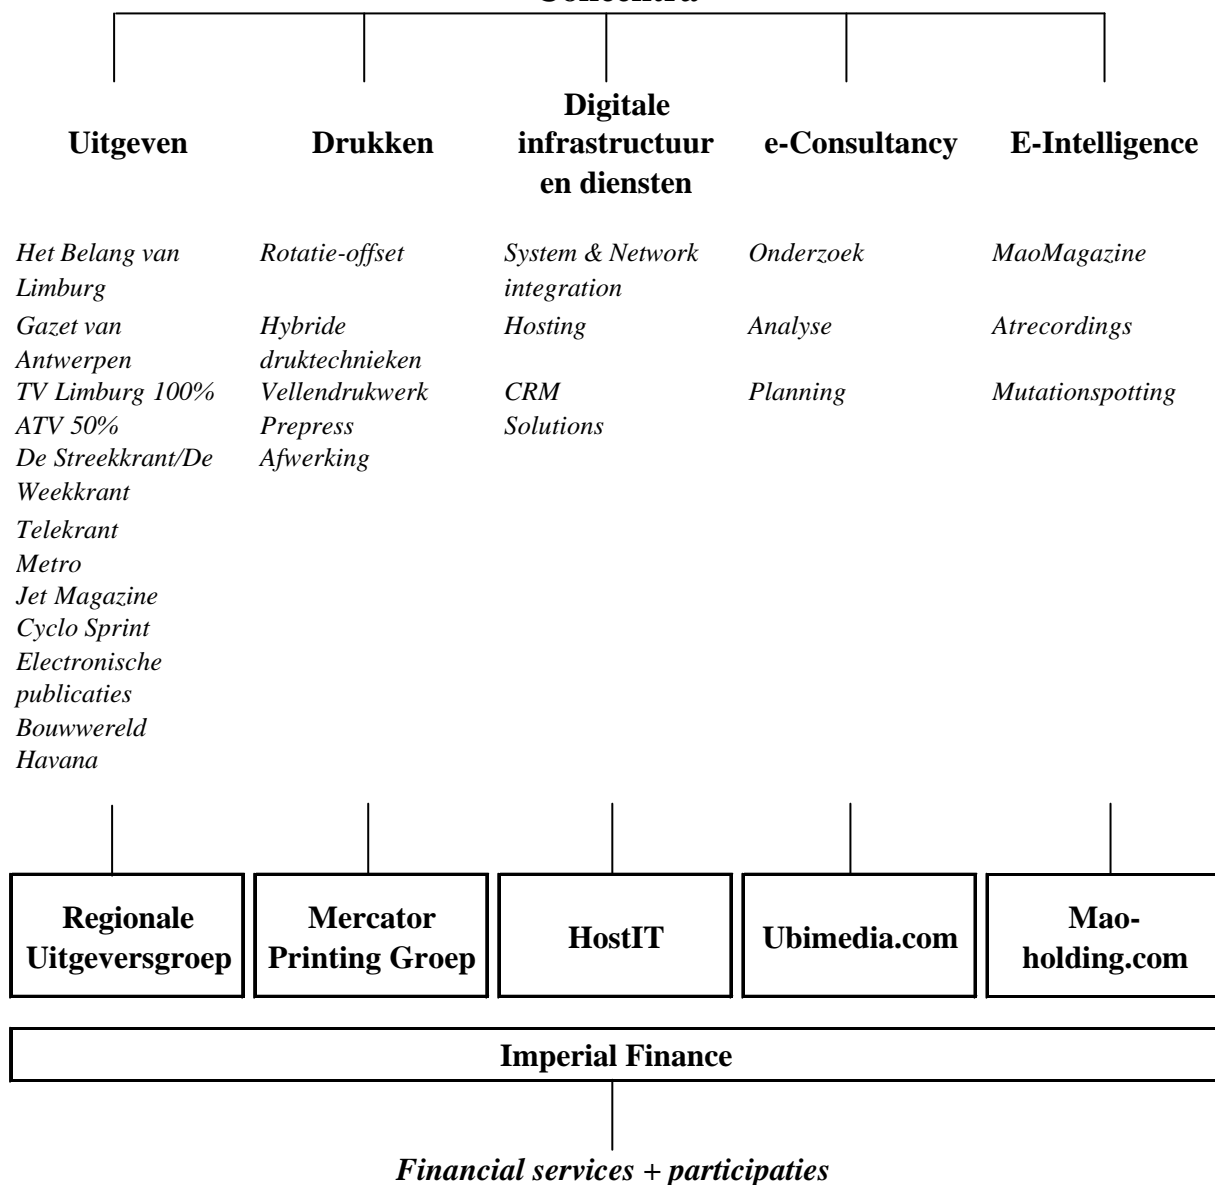 Concentra
Uitgeven
Het Belang van
Limburg
Gazet van
Antwerpen
TV Limburg 100%
ATV 50%
De Streekkrant/De
Weekkrant
Telekrant
Metro
Jet Magazine
Cyclo Sprint
Electronische
publicaties
Bouwwereld
Havana
Regionale
Uitgeversgroep
Drukken
Rotatie-offset
Hybride
druktechnieken
Vellendrukwerk
Prepress
Afwerking
Mercator
Printing Groep
Digitale
infrastructuur
en diensten
System & Network
integration
Hosting
CRM
Solutions
HostIT
e-Consultancy
Onderzoek
Analyse
Planning
Ubimedia.com
E-Intelligence
MaoMagazine
Atrecordings
Mutationspotting
Mao-
holding.com
Imperial Finance
Financial services + participaties